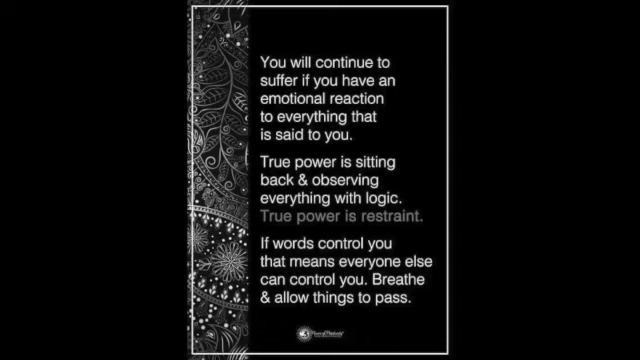 You will continue to
suffer if you have an
emotional reaction
to everything that
is said to you.
True power is sitting
back & observing
everything with logic.
True power is restraint.
If words control you
that means everyone else
can control you. Breathe
& allow things to pass.